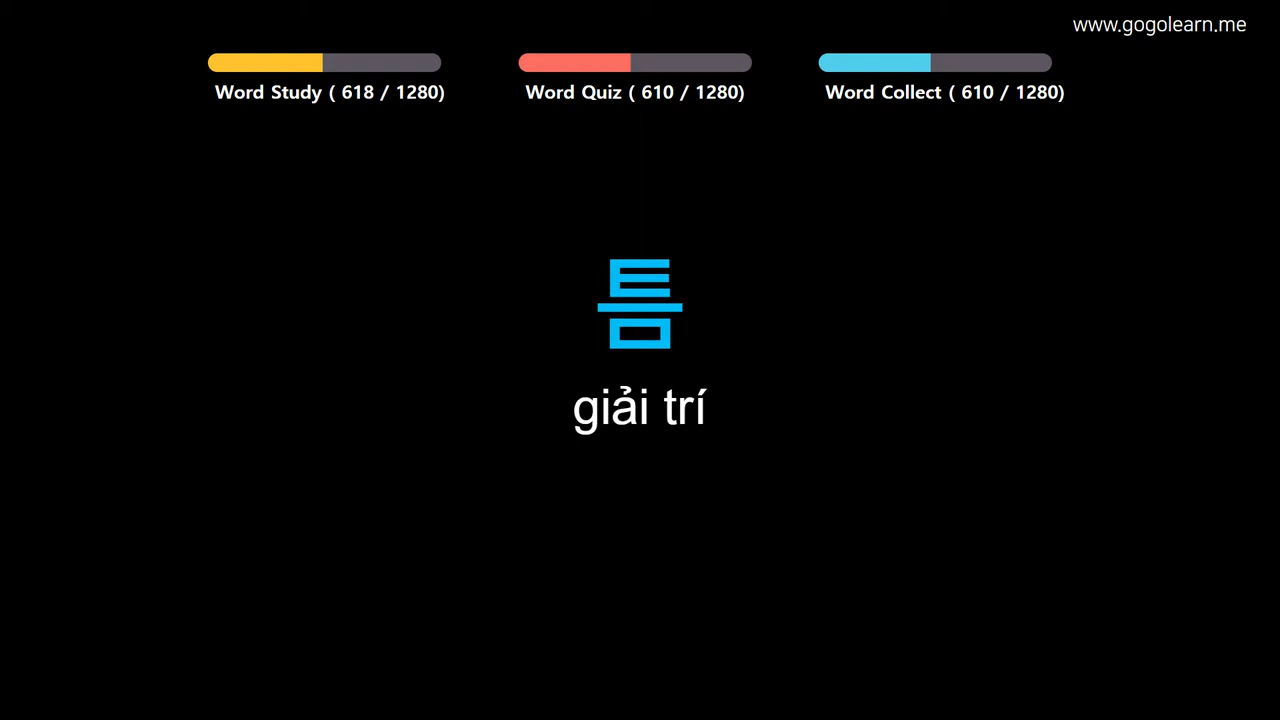 www.gogolearn.me
Word Study ( 618 / 1280)
Word Quiz ( 610 / 1280)
Word Collect ( 610 / 1280)
틈
giải trí